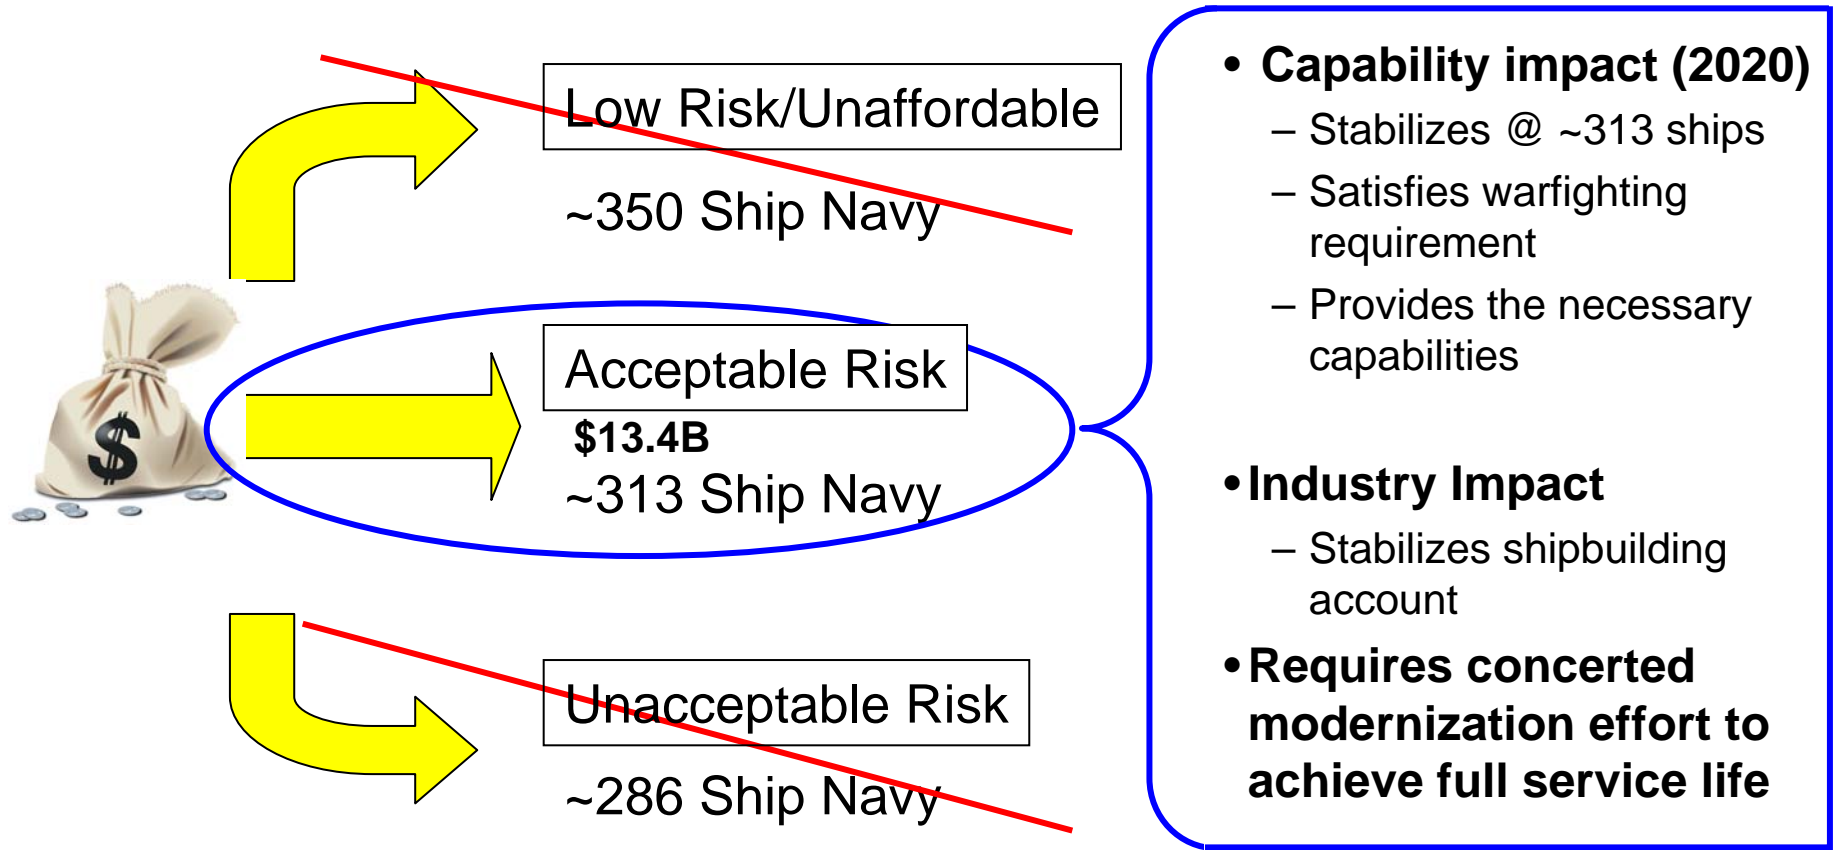 Low Risk/Unaffordable
~350 Ship Navy
$
Acceptable Risk
$13.4B
~313 Ship Navy
Unacceptable Risk
~286 Ship Navy
• Capability impact (2020)
– Stabilizes @ ~313 ships
– Satisfies warfighting
requirement
– Provides the necessary
capabilities
•Industry Impact
– Stabilizes shipbuilding
account
•Requires concerted
modernization effort to
achieve full service life